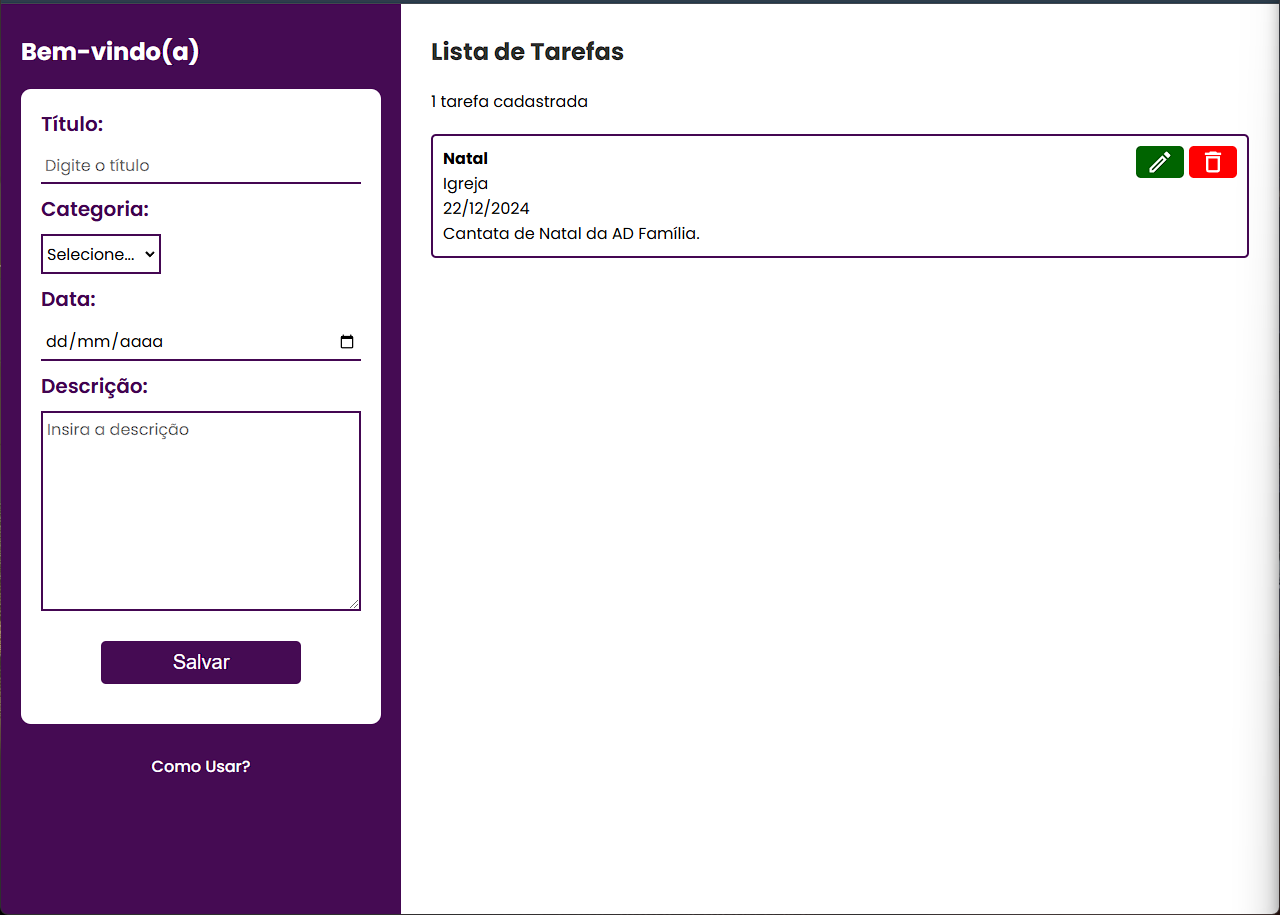 Bem-vindo(a)
Título:
Digite o título
Categoria:
Selecione...
Data:
dd/mm/aaaa
Descrição:
Insira a descrição
Salvar
Como Usar?
Lista de Tarefas
1 tarefa cadastrada
Natal
Igreja
22/12/2024
Cantata de Natal da AD Família.